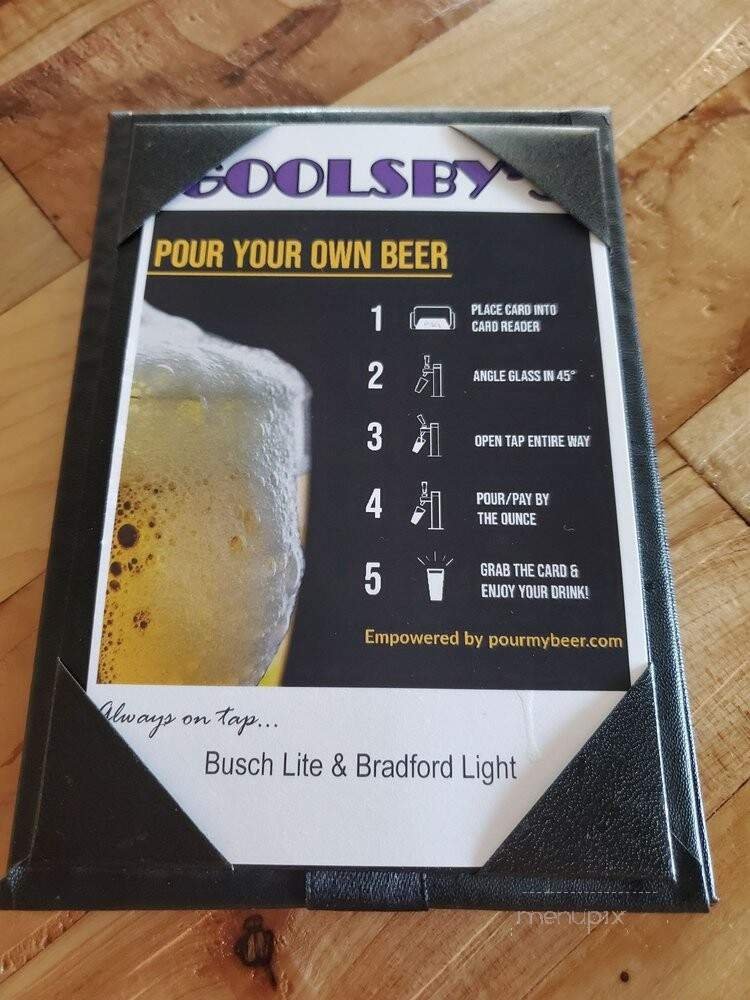 GOOLSBY'S
POUR YOUR OWN BEER
1 PLACE CARD INTO
CARD READER
2 ANGLE GLASS IN 45°
3 OPEN TAP ENTIRE WAY
4 POUR/PAY BY
THE OUNCE
5 GRAB THE CARD &
ENJOY YOUR DRINK!
Empowered by pourmybeer.com
Always on tap...
Busch Lite & Bradford Light
menupix